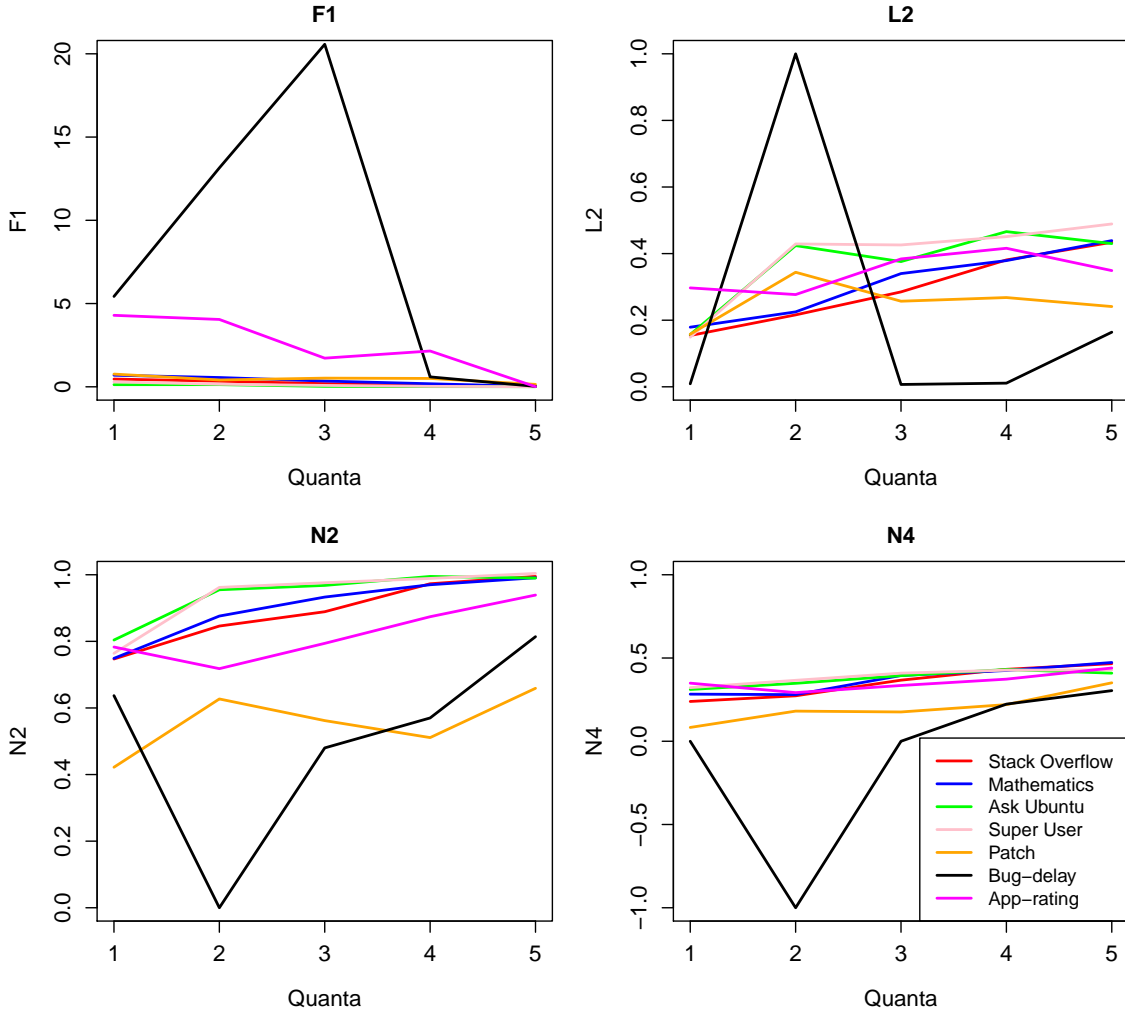 F1
20
15
10
5
0
F1
1 2 3 4 5
Quanta
L2
1.0
0.8
0.6
0.4
0.2
0.0
L2
1 2 3 4 5
Quanta
N2
1.0
0.8
0.6
0.4
0.2
0.0
N2
1 2 3 4 5
Quanta
N4
1.0
0.5
0.0
−0.5
−1.0
N4
1 2 3 4 5
Quanta
Stack Overflow
Mathematics
Ask Ubuntu
Super User
Patch
Bug−delay
App−rating